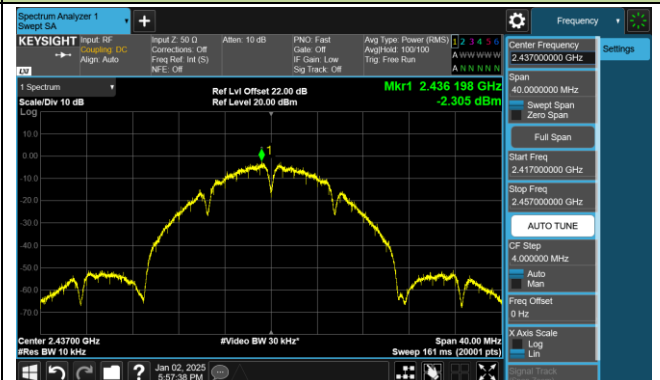 Spectrum Analyzer 1
Swept SA
+
Frequency
KEYSIGHT
Input: RF
Coupling: DC
Align: Auto
Input Z: 50 Ω
Corrections: Off
Freq Ref: Int (S)
NFE: Off
Atten: 10 dB
PNO: Fast
Gate: Off
IF Gain: Low
Sig Track: Off
Avg Type: Power (RMS)
Avg|Hold: 100/100
Trig: Free Run
1 2 3 4 5 6
A W W W W W
A N N N N N
1 Spectrum
Scale/Div 10 dB
Log
Ref Lvl Offset 22.00 dB
Ref Level 20.00 dBm
Mkr1 2.436 198 GHz
-2.305 dBm
1
10.0
0.00
-10.0
-20.0
-30.0
-40.0
-50.0
-60.0
-70.0
Center 2.43700 GHz
#Res BW 10 kHz
#Video BW 30 kHz*
Span 40.00 MHz
Sweep 161 ms (20001 pts)
Center Frequency
2.437000000 GHz
Settings
Span
40.0000000 MHz
Swept Span
Zero Span
Full Span
Start Freq
2.417000000 GHz
Stop Freq
2.457000000 GHz
AUTO TUNE
CF Step
4.000000 MHz
Auto
Man
Freq Offset
0 Hz
X Axis Scale
Log
Lin
Signal Track
?
Jan 02, 2025
5:57:38 PM